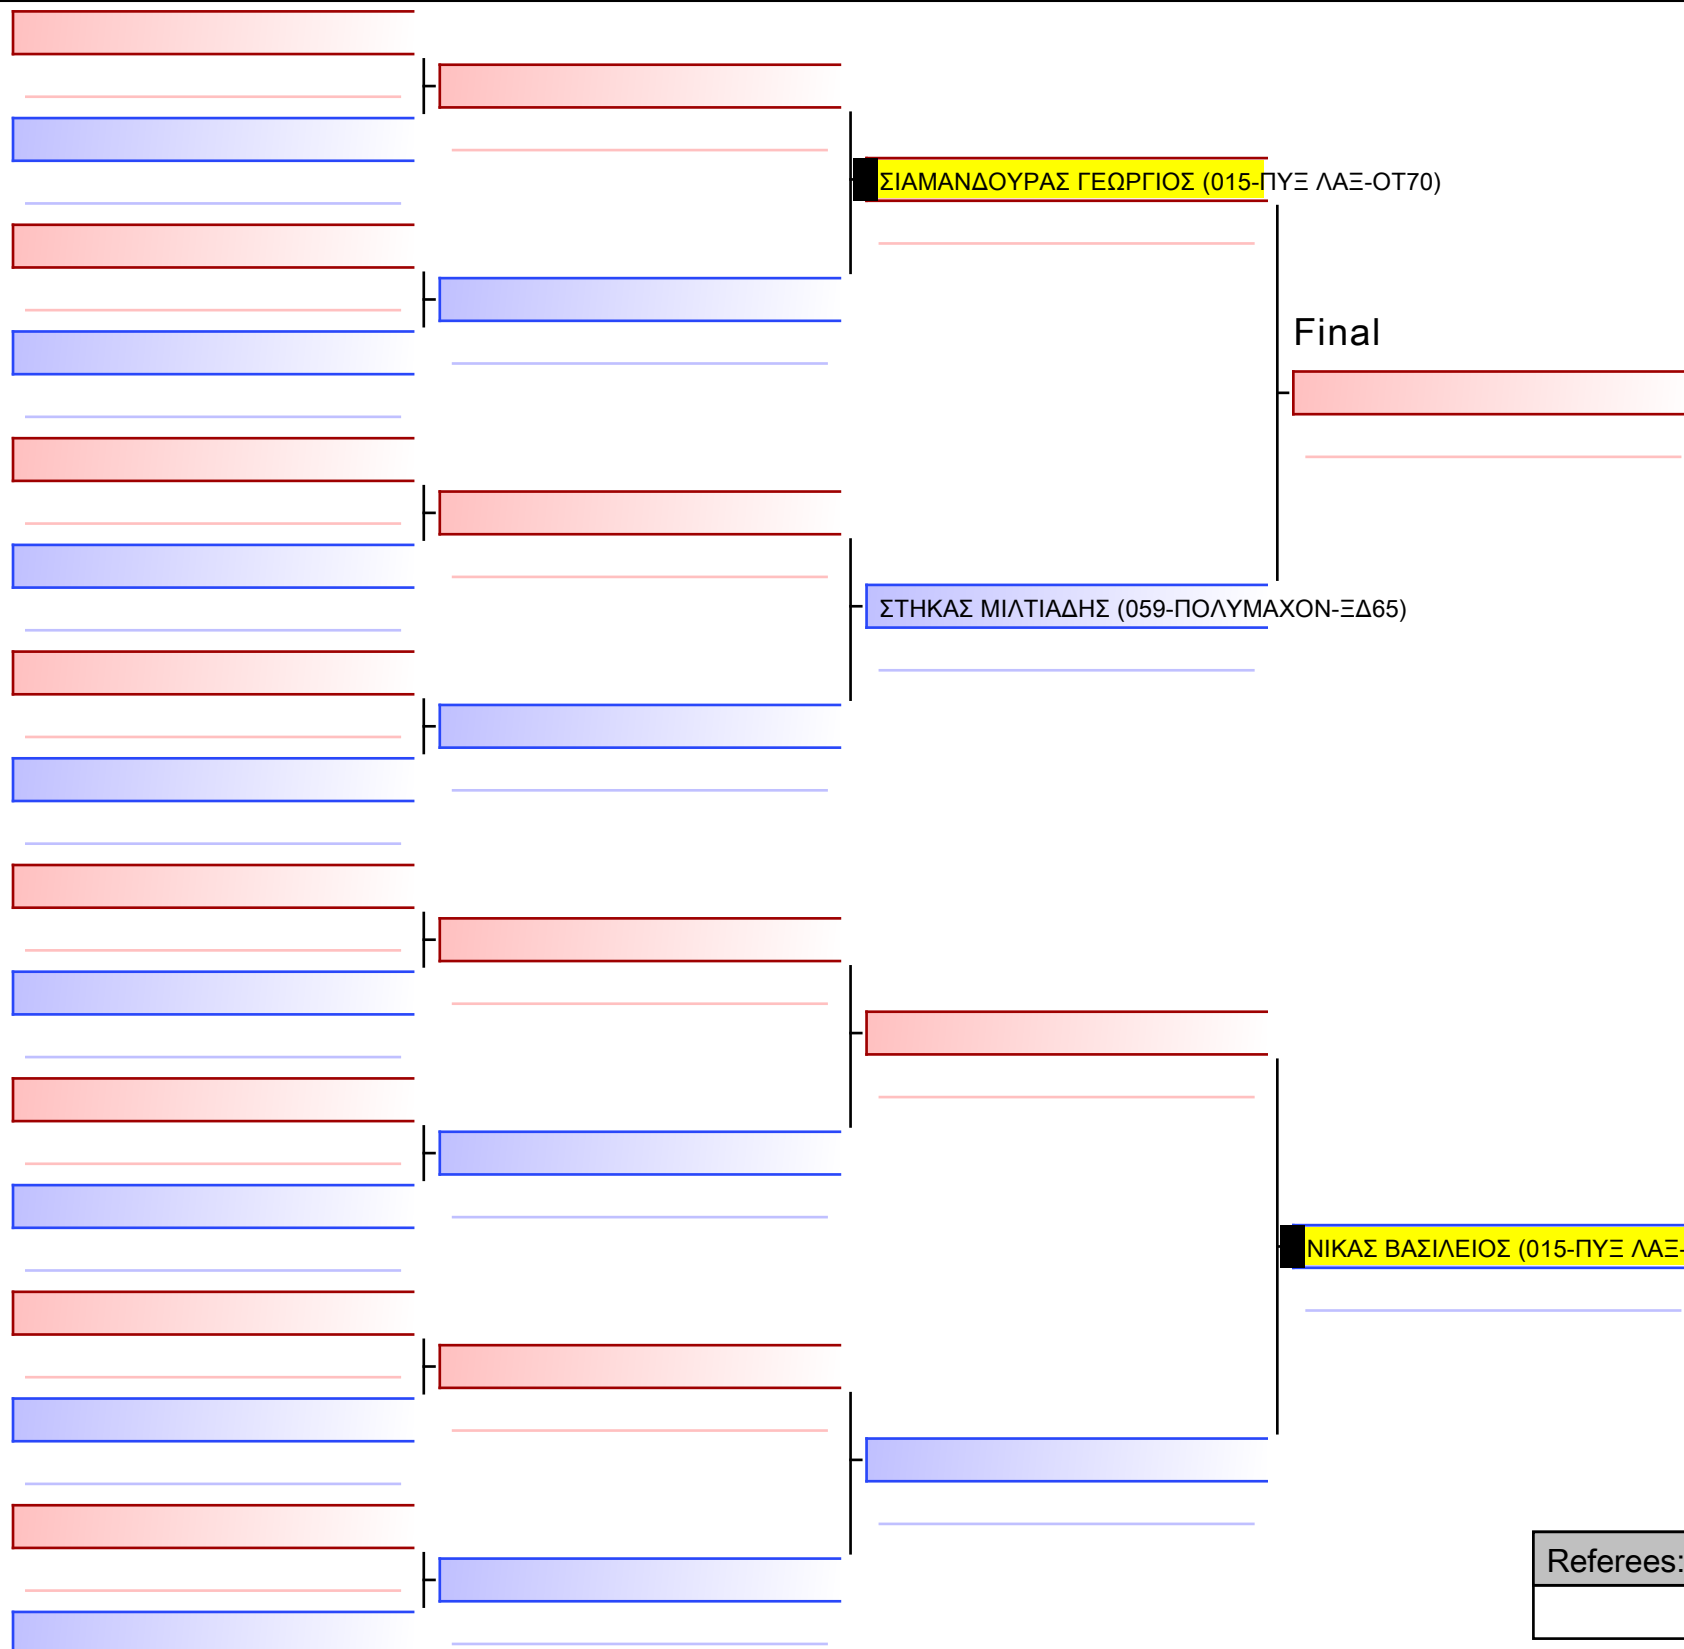 ΣΙΑΜΑΝΔΟΥΡΑΣ ΓΕΩΡΓΙΟΣ (015-ΠΥΞ ΛΑΞ-ΟΤ70)
Final
ΣΤΗΚΑΣ ΜΙΛΤΙΑΔΗΣ (059-ΠΟΛΥΜΑΧΟΝ-ΞΔ65)
ΝΙΚΑΣ ΒΑΣΙΛΕΙΟΣ (015-ΠΥΞ ΛΑΞ-
Referees: